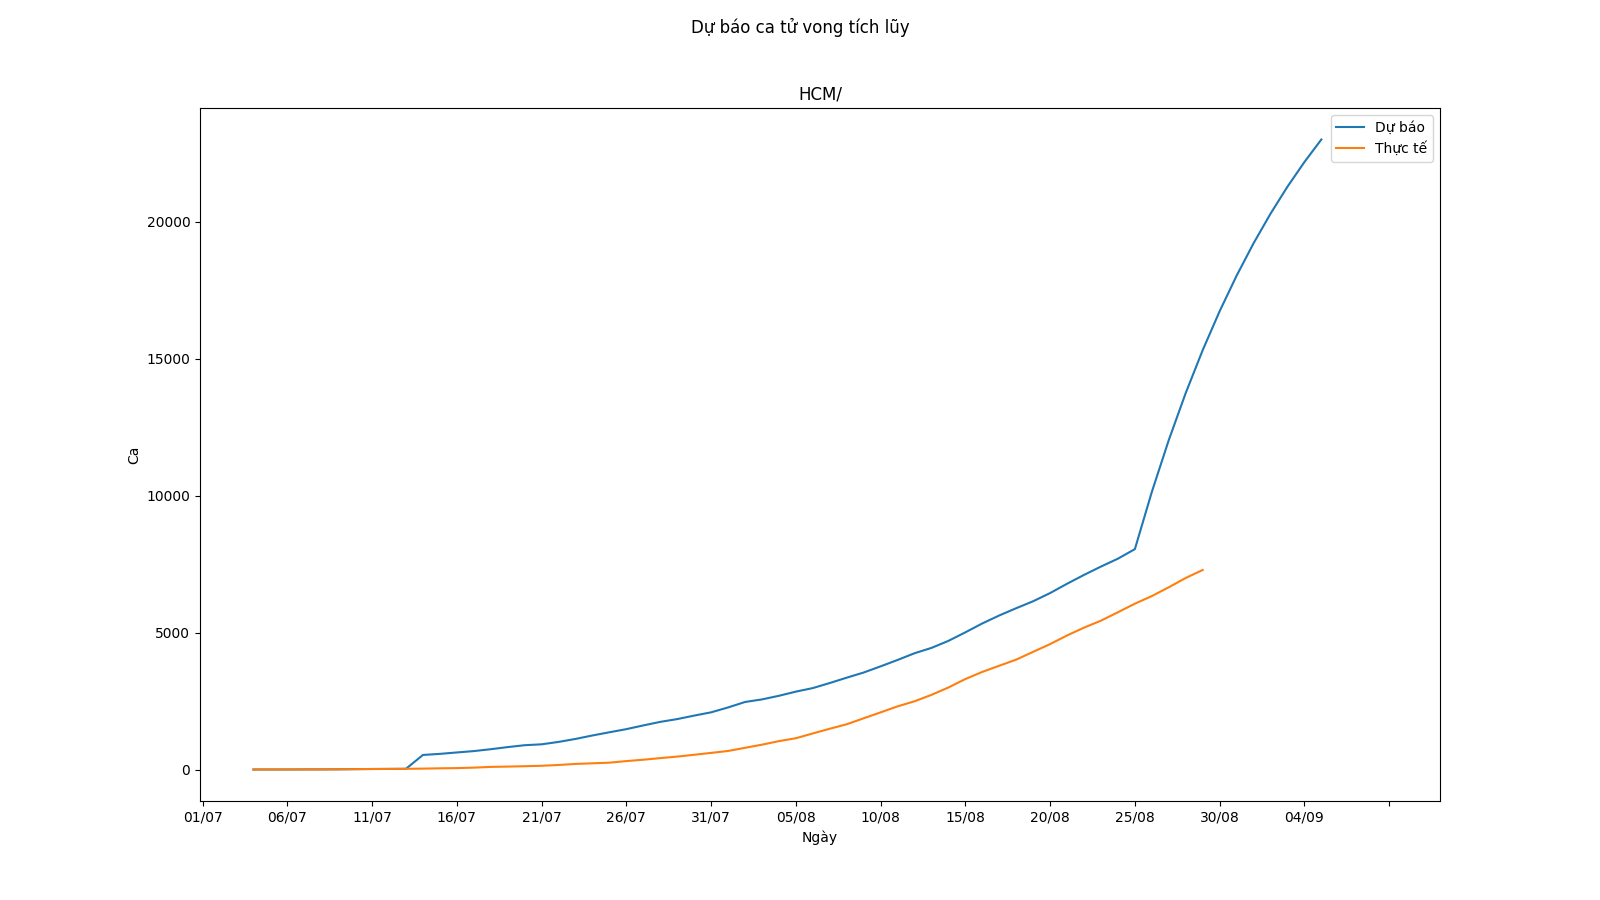 Dự báo ca tử vong tích lũy
HCM/
Dự báo
Thực tế
20000
15000
10000
5000
0
Ca
01/07 06/07 11/07 16/07 21/07 26/07 31/07 05/08 10/08 15/08 20/08 25/08 30/08 04/09
Ngày